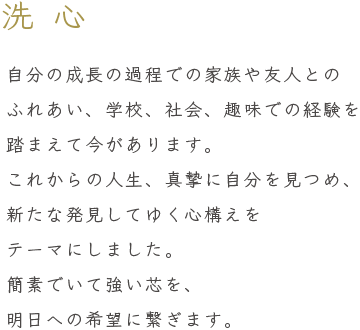 洗心
自分の成長の過程での家族や友人との
ふれあい、学校、社会、趣味での経験を
踏まえて今があります。
これからの人生、真摯に自分を見つめ、
新たな発見してゆく心構えを
テーマにしました。
簡素でいて強い芯を、
明日への希望に繋ぎます。